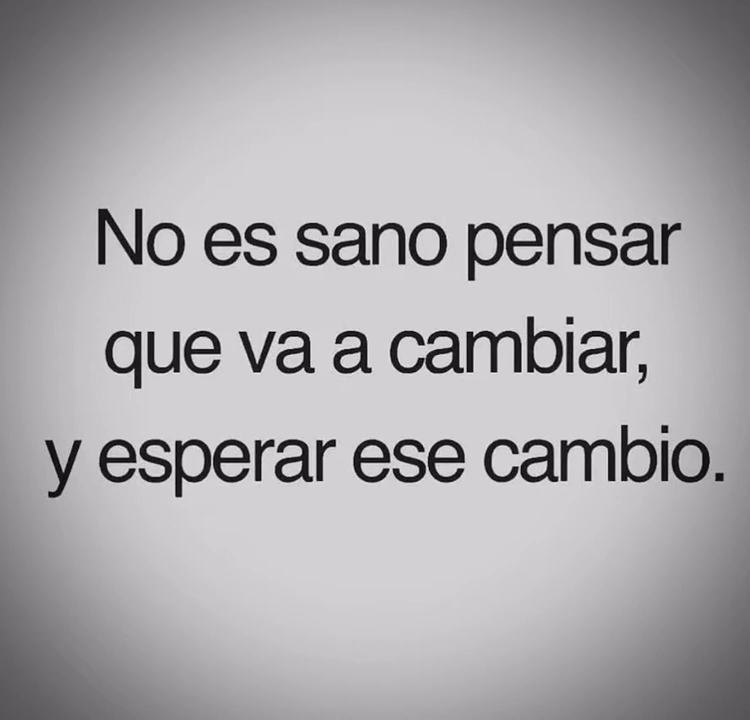 No es sano pensar
que va a cambiar,
y esperar ese cambio.